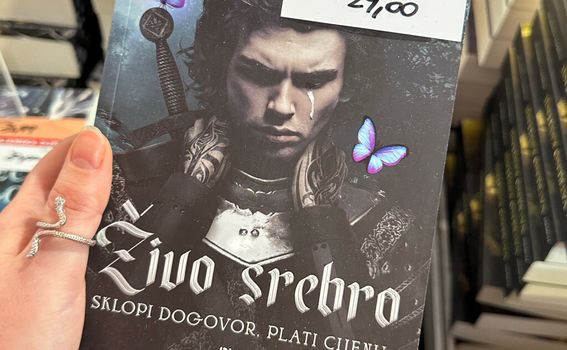 29,00
Živo srebro
SKLOPI DOGOVOR. PLATI CIJENU